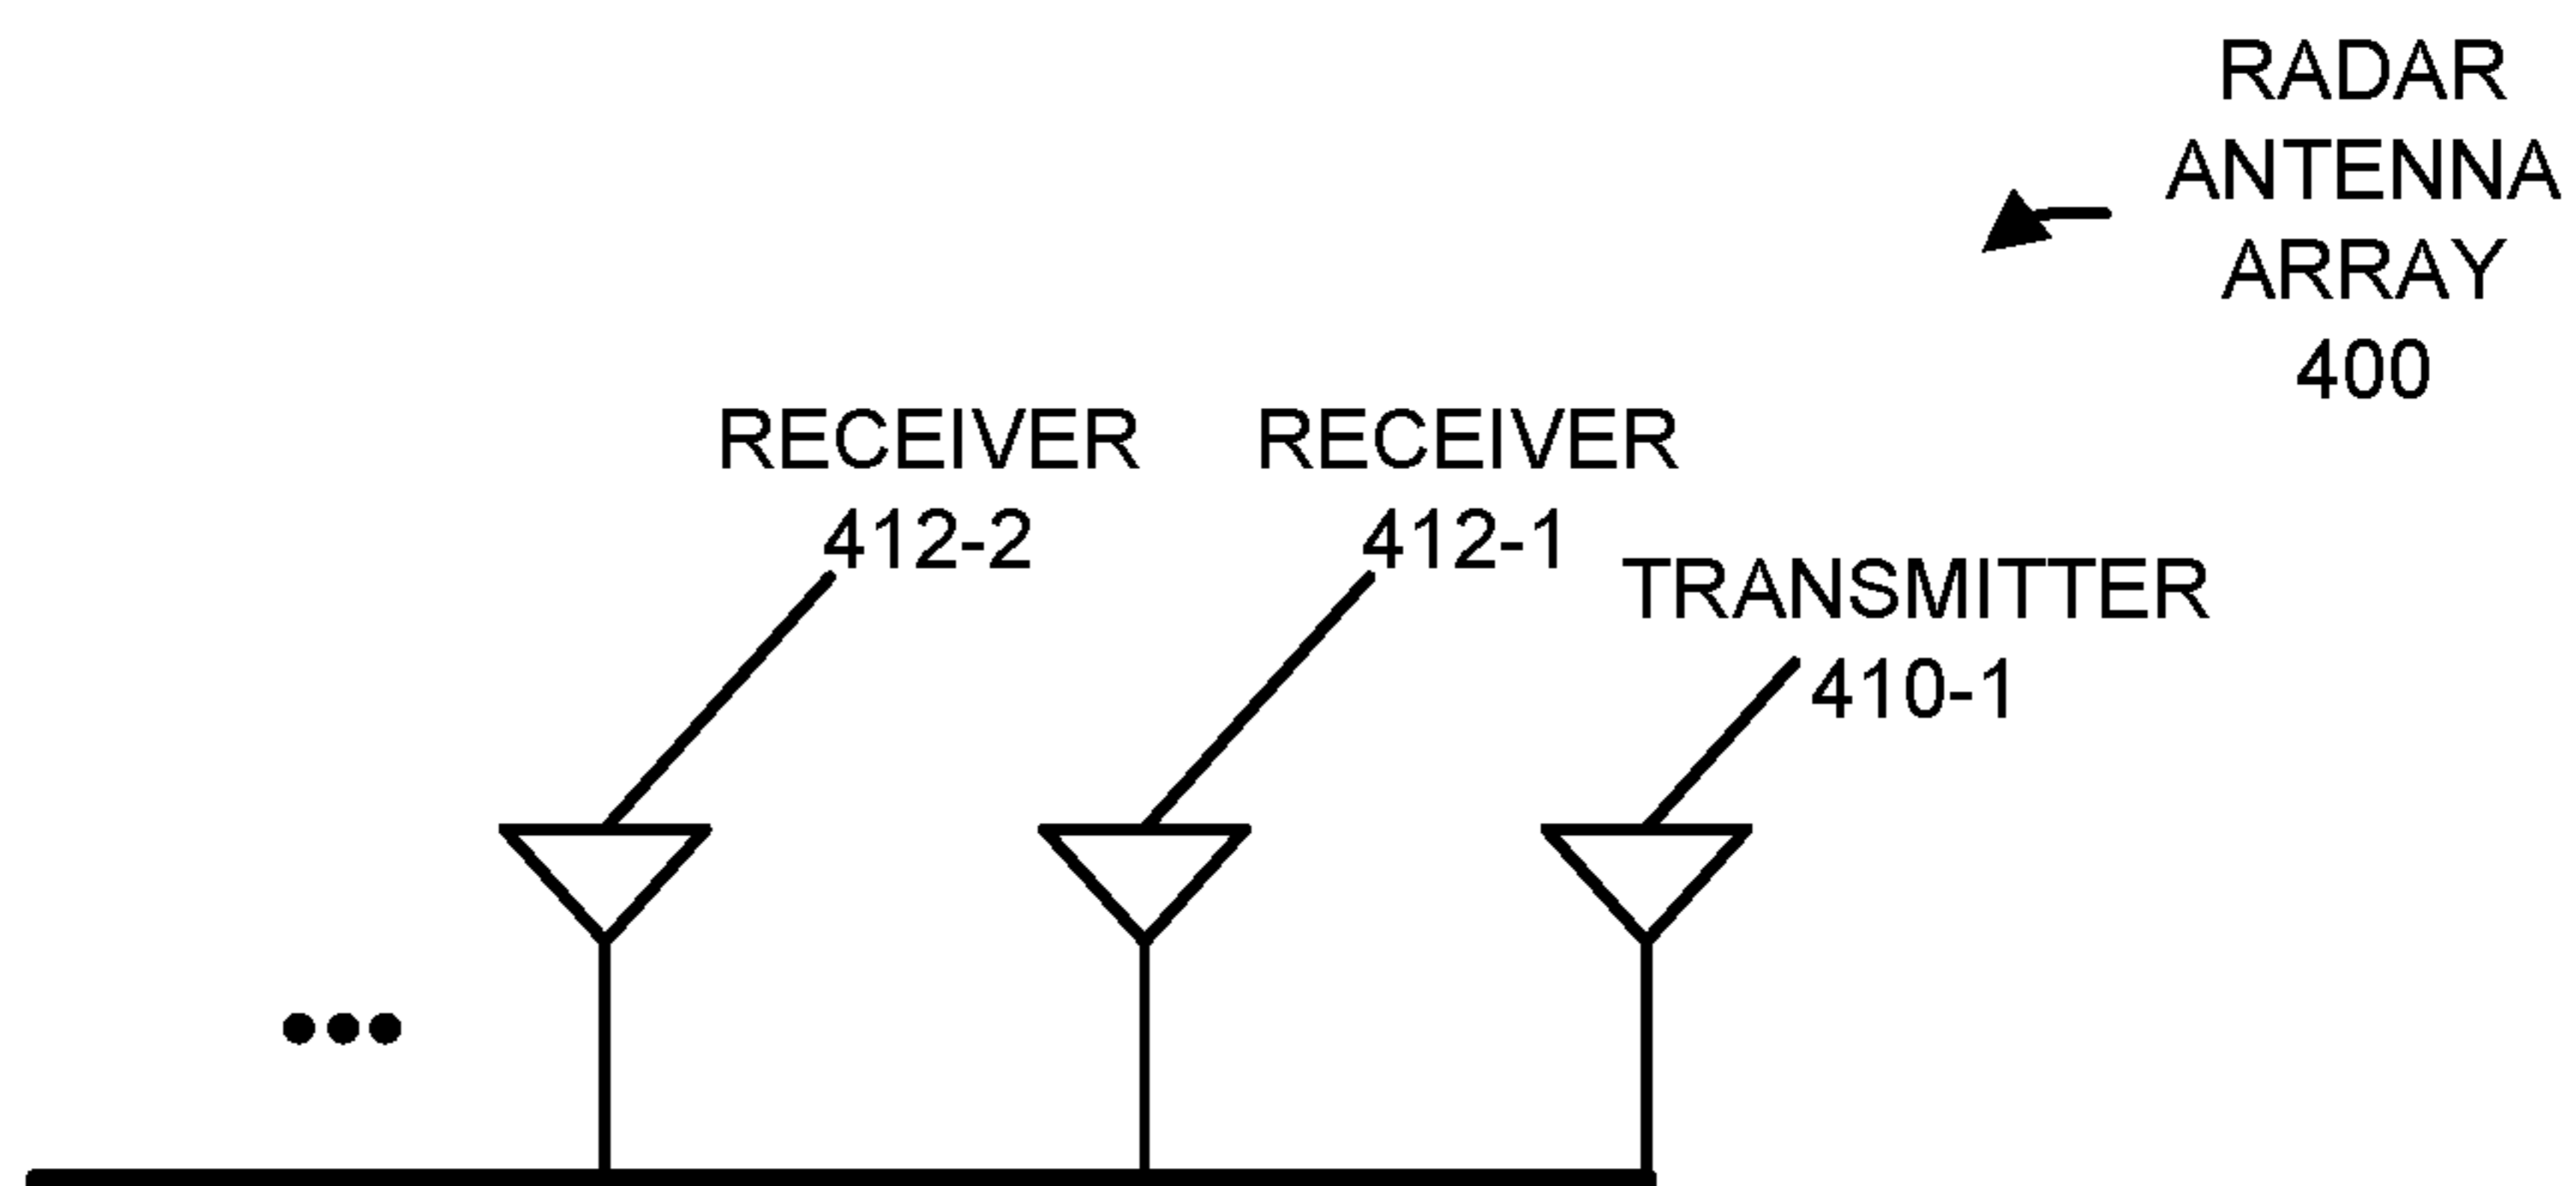 RADAR
ANTENNA
ARRAY
400
RECEIVER
412-2
RECEIVER
412-1
TRANSMITTER
410-1